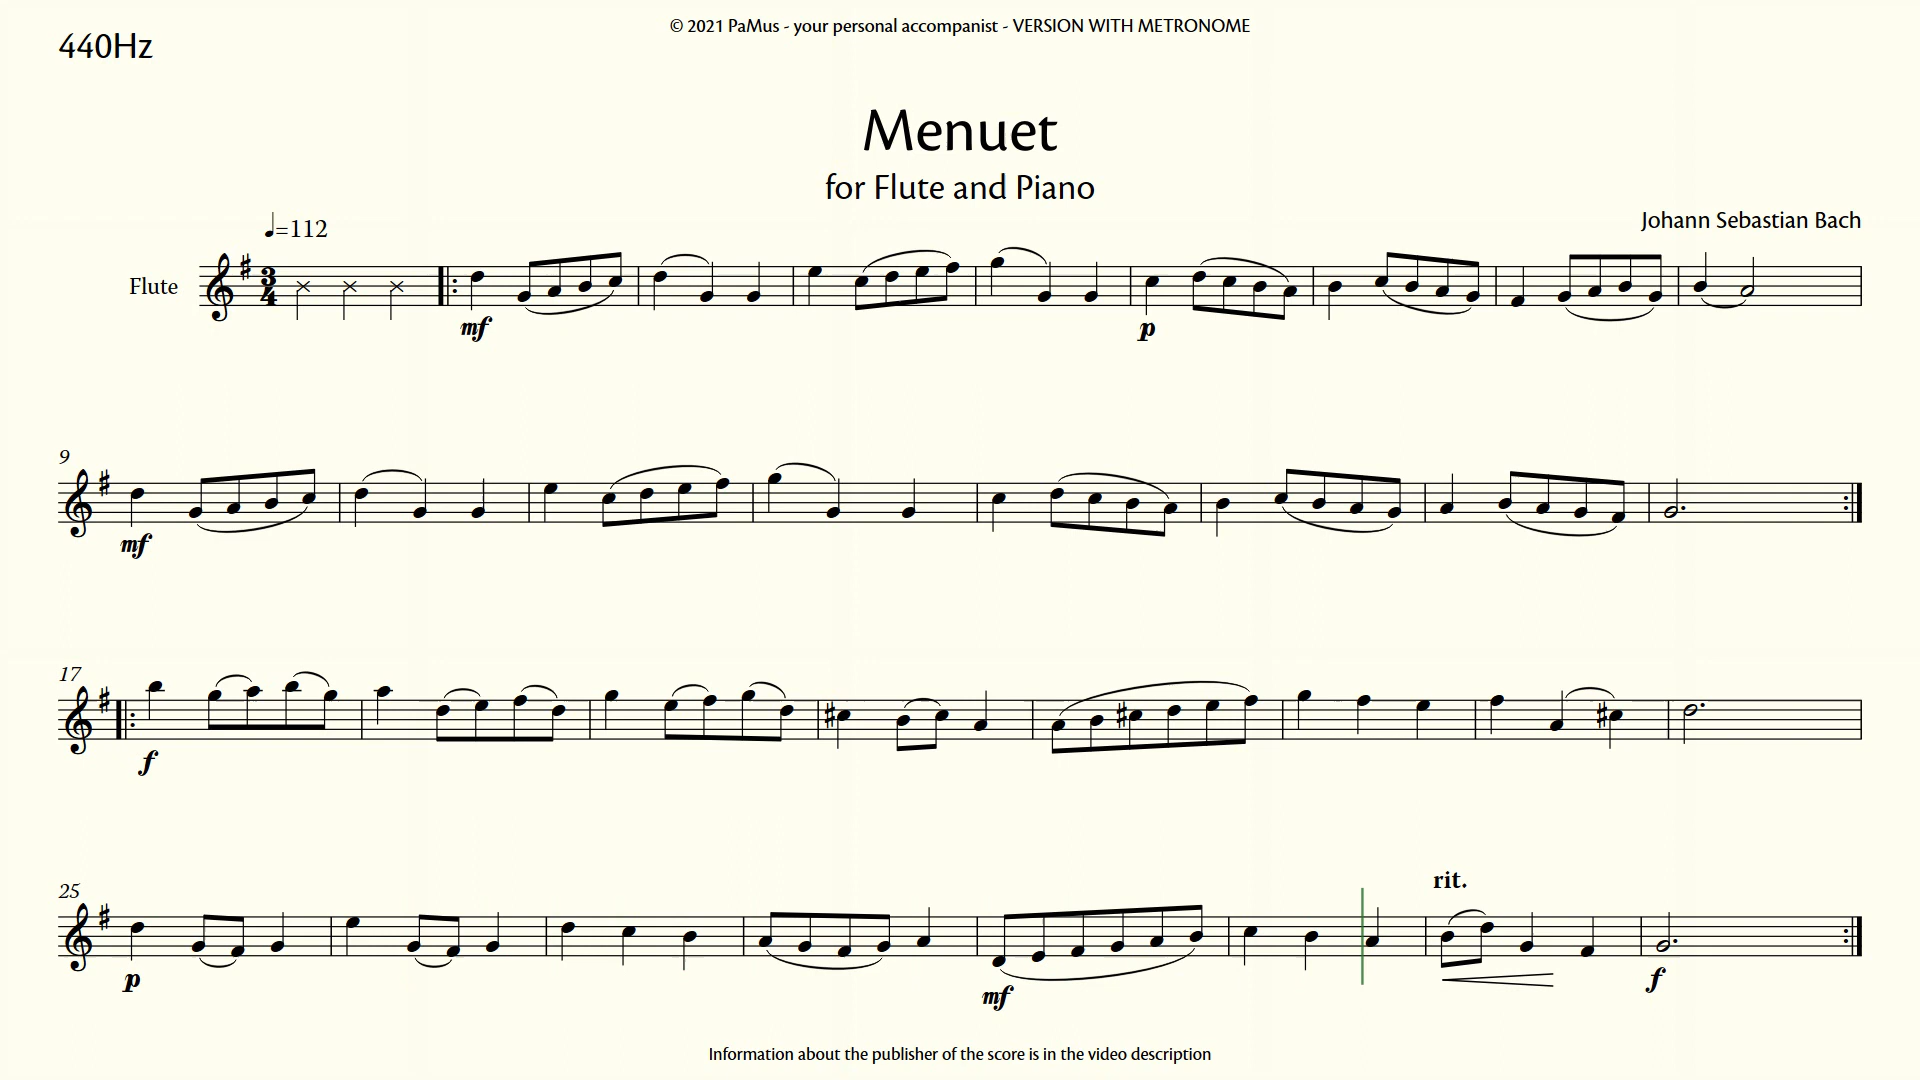 © 2021 PaMus - your personal accompanist - VERSION WITH METRONOME
440Hz
Menuet
for Flute and Piano
♩=112
Johann Sebastian Bach
Flute
3
4
mf
p
9
mf
17
f
25
rit.
p
mf
f
Information about the publisher of the score is in the video description